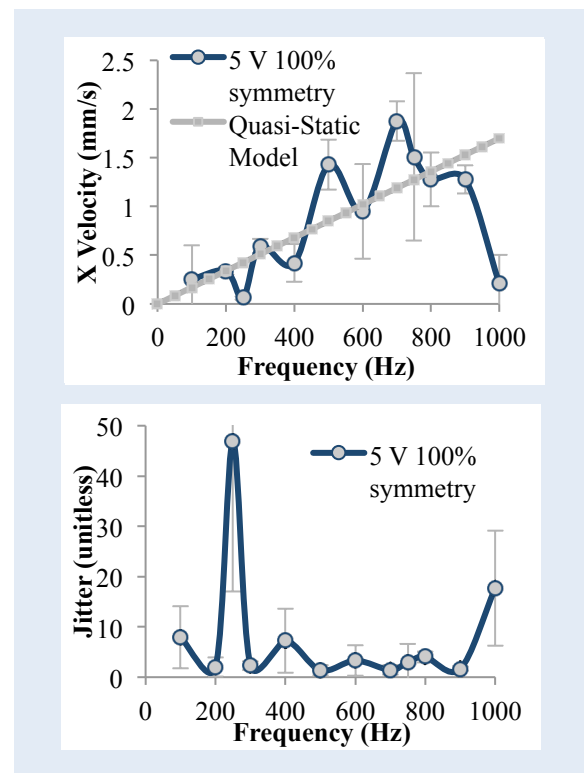 2.5
2
1.5
1
0.5
0
X Velocity (mm/s)
5 V 100%
symmetry
Quasi-Static
Model
0 200 400 600 800 1000
Frequency (Hz)
50
40
30
20
10
0
Jitter (unitless)
5 V 100%
symmetry
0 200 400 600 800 1000
Frequency (Hz)